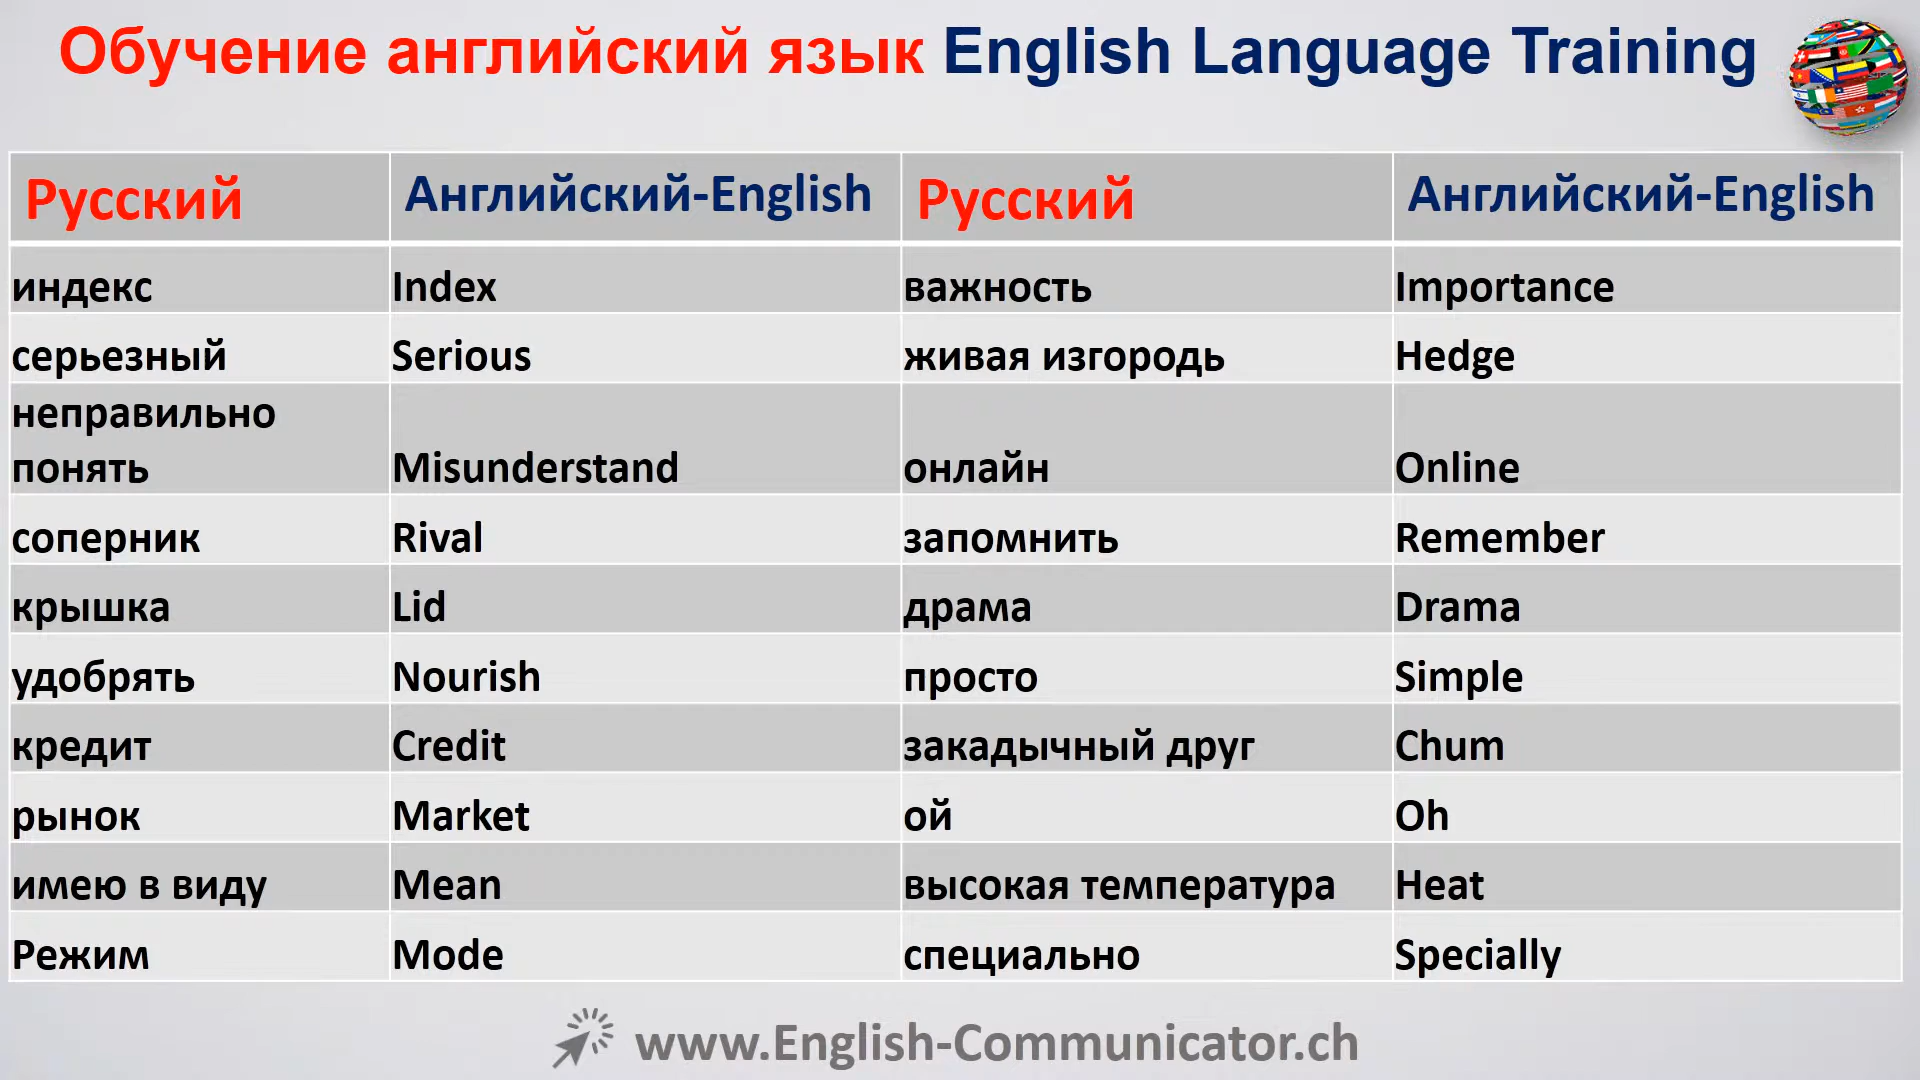 Обучение английский язык English Language Training
Русский Английский-English Русский Английский-English
индекс Index важность Importance
серьезный Serious живая изгородь Hedge
неправильно
понять Misunderstand онлайн Online
соперник Rival запомнить Remember
крышка Lid драма Drama
удобрять Nourish просто Simple
кредит Credit закадычный друг Chum
рынок Market ой Oh
имею в виду Mean высокая температура Heat
Режим Mode специально Specially
www.English-Communicator.ch